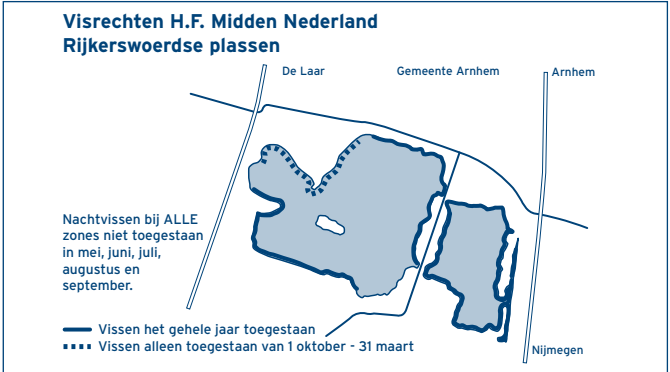 Visrechten H.F. Midden Nederland
Rijkerswoerdse plassen
De Laar
Gemeente Arnhem
Arnhem
Nachtvissen bij ALLE
zones niet toegestaan
in mei, juni, juli,
augustus en
september.
Vissen het gehele jaar toegestaan
Vissen alleen toegestaan van 1 oktober - 31 maart
Nijmegen